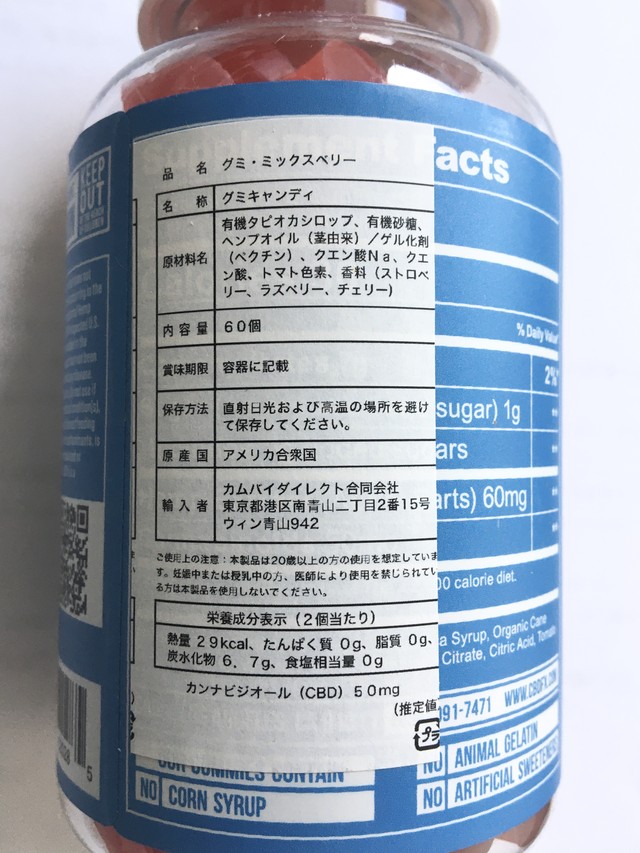 Supplement Facts
KEEP
OUT
品名 グミ・ミックスベリー
名称 グミキャンディ
原材料名 有機タピオカシロップ、有機砂糖、
ヘンプオイル（茎由来）／ゲル化剤
（ペクチン）、クエン酸Ｎａ、クエ
ン酸、トマト色素、香料（ストロベ
リー、ラズベリー、チェリー)
内容量 60個
賞味期限 容器に記載
保存方法 直射日光および高温の場所を避け
て保存してください。
原産国 アメリカ合衆国
輸入者 カムバイダイレクト合同会社
東京都港区南青山二丁目2番15号
ウィン青山942
ご使用上の注意：本製品は20歳以上の方の使用を想定していま
す。妊娠中または授乳中の方、医師により使用を禁じられてい
る方は本製品を使用しないでください。
栄養成分表示（２個当たり）
熱量 29kcal、たんぱく質 0g、脂質 0g、
炭水化物 6．7g、食塩相当量 0g
カンナビジオール（CBD）50mg
（推定値
プラ
% Daily Value
2%
sugar) 1g
ars
arts) 60mg
00 calorie diet.
a Syrup, Organic Cane
Citrate, Citric Acid, Tomato
091-7471 WWW.CBDFX.COM
OUR GUMMIES CONTAIN
NO ANIMAL GELATIN
NO CORN SYRUP
NO ARTIFICIAL SWEETENERS
5